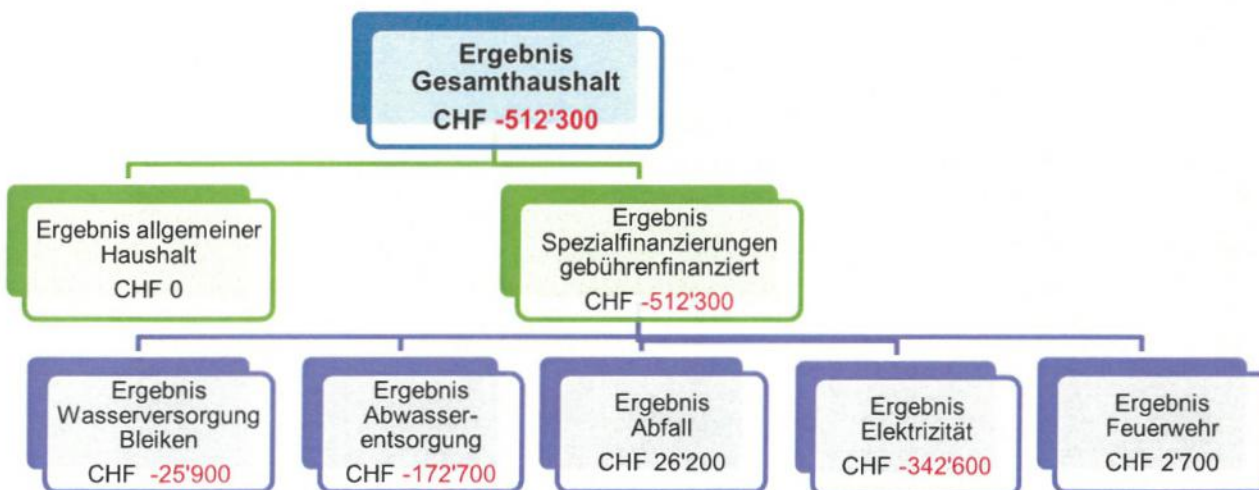 Ergebnis
Gesamthaushalt
CHF -512'300
Ergebnis allgemeiner
Haushalt
CHF 0
Ergebnis
Spezialfinanzierungen
gebührenfinanziert
CHF -512'300
Ergebnis
Wasserversorgung
Bleiken
CHF -25'900
Ergebnis
Abwasser-
entsorgung
CHF -172'700
Ergebnis
Abfall
CHF 26'200
Ergebnis
Elektrizität
CHF -342'600
Ergebnis
Feuerwehr
CHF 2'700